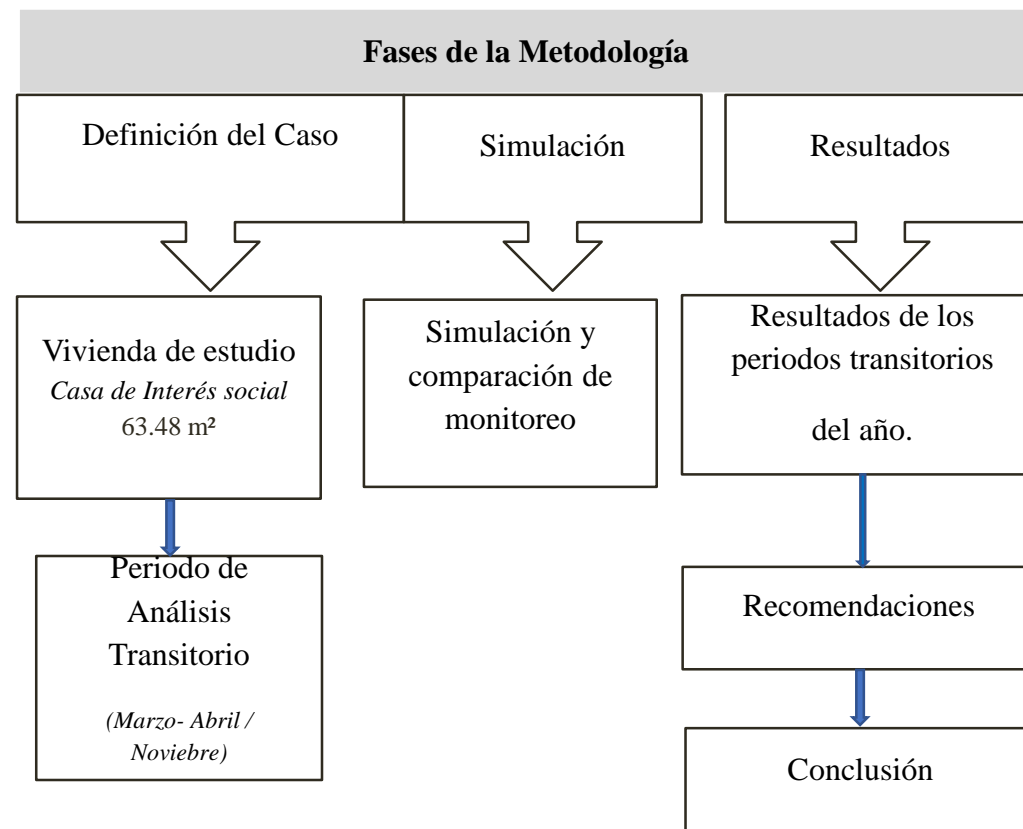 Fases de la Metodología
Definición del Caso
Simulación
Resultados
Vivienda de estudio
Casa de Interés social
63.48 m²
Simulación y
comparación de
monitoreo
Resultados de los
periodos transitorios
del año.
Periodo de
Análisis
Transitorio
(Marzo- Abril /
Noviebre)
Recomendaciones
Conclusión